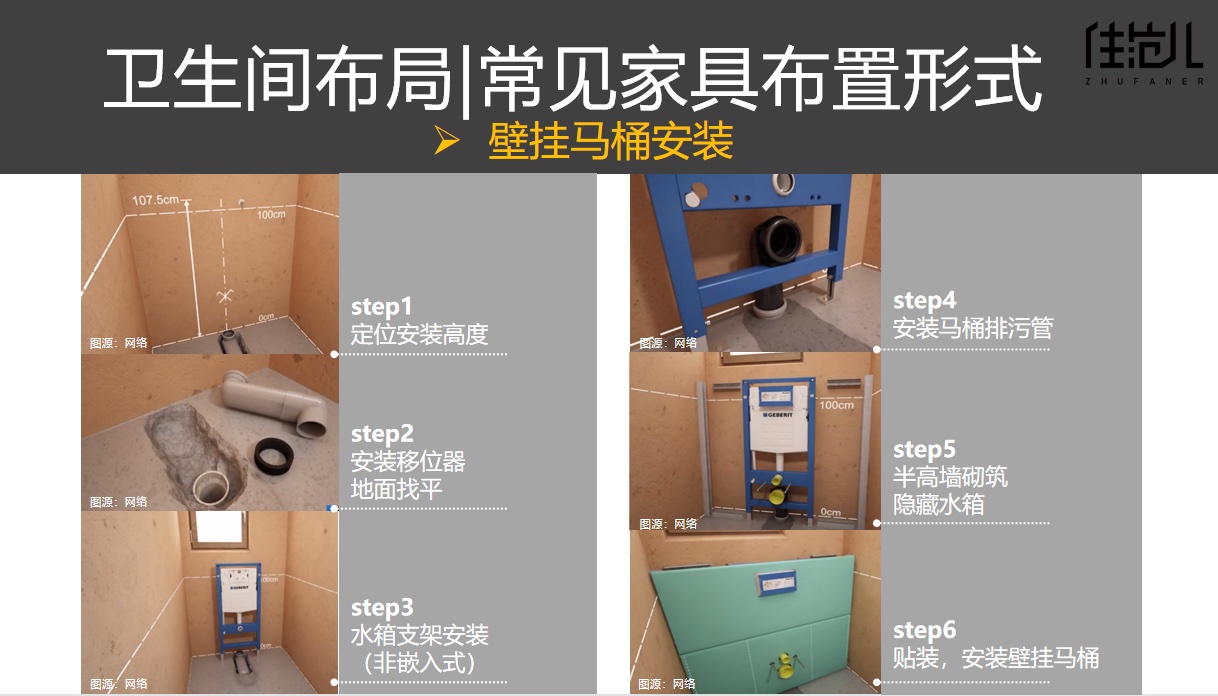 卫生间布局|常见家具布置形式
住范儿
ZHUFANER
➢ 壁挂马桶安装
107.5cm
100cm
0cm
图源：网络
step1
定位安装高度
图源：网络
step2
安装移位器
地面找平
100cm
GEBERIT
0cm
图源：网络
step3
水箱支架安装
（非嵌入式）
图源：网络
step4
安装马桶排污管
100cm
GEBERIT
0cm
图源：网络
step5
半高墙砌筑
隐藏水箱
图源：网络
step6
贴装，安装壁挂马桶